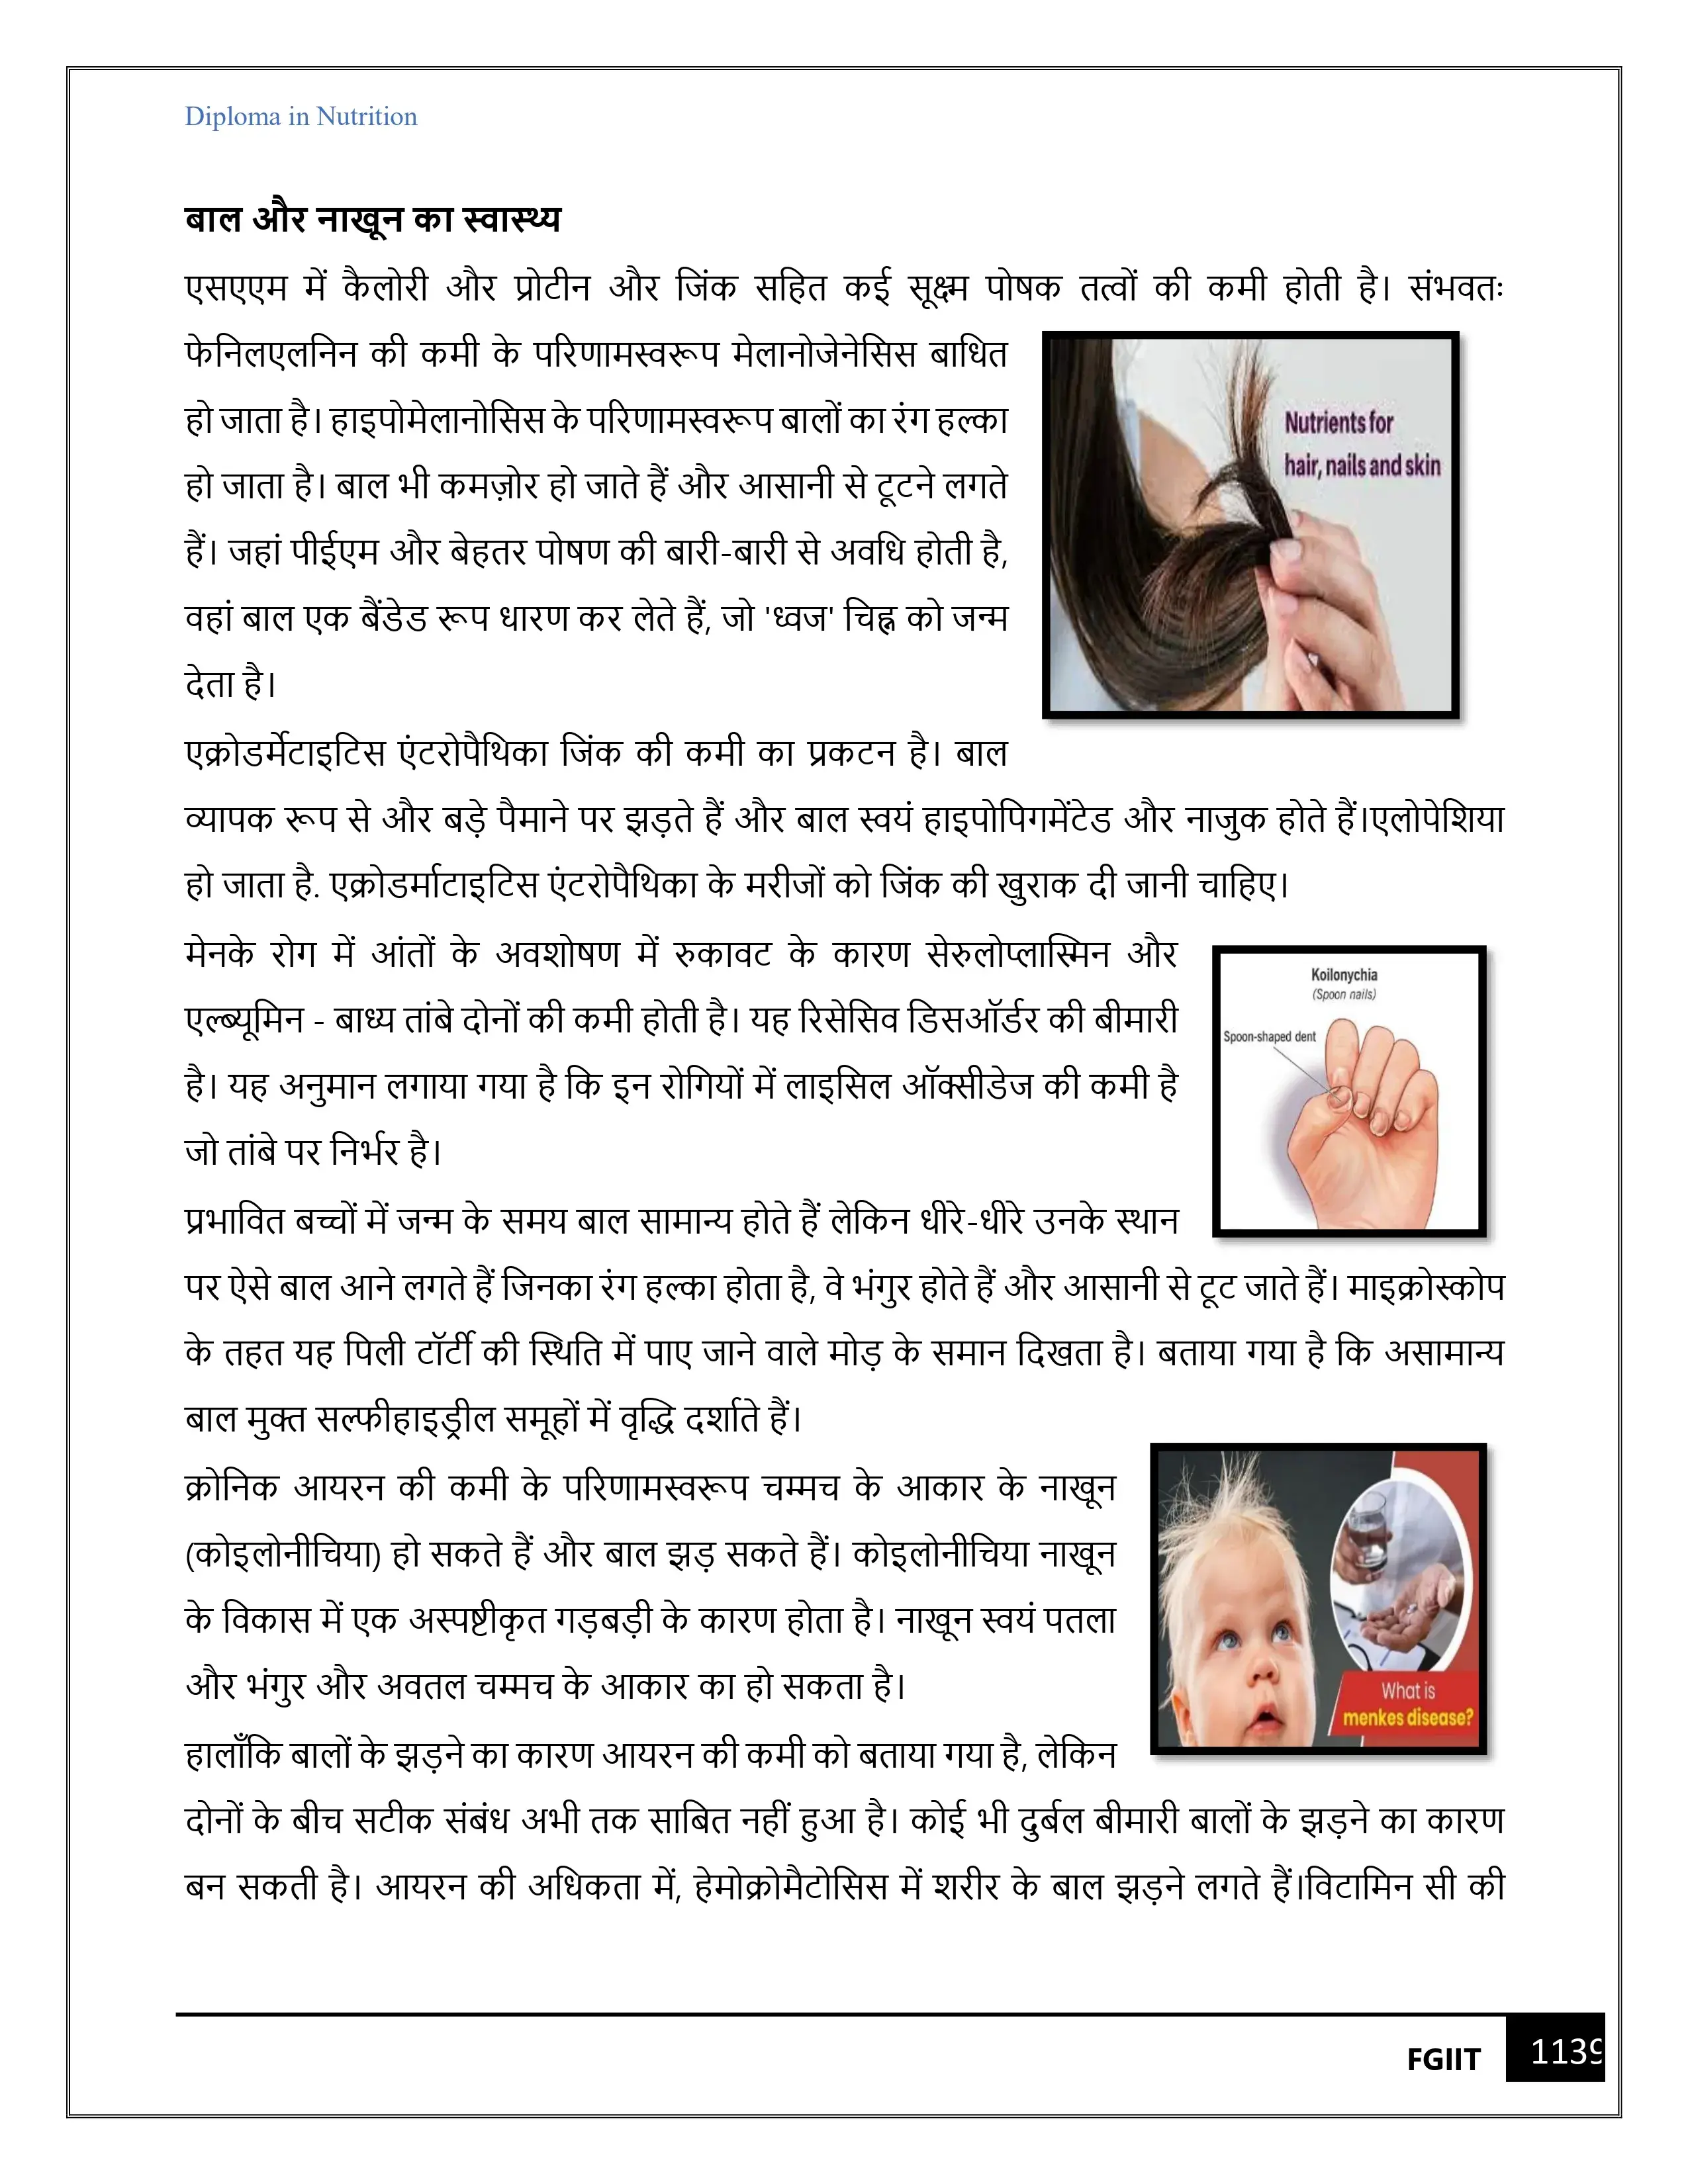 Diploma in Nutrition
बाल और नाखून का स्वास्थ्य
एसएएम में कैलोरी और प्रोटीन और जिंक सहित कई सूक्ष्म पोषक तत्वों की कमी होती है। संभवतः
फेनिलएलनिन की कमी के परिणामस्वरूप मेलानोजेनेसिस बाधित
हो जाता है। हाइपोमेलानोसिस के परिणामस्वरूप बालों का रंग हल्का
हो जाता है। बाल भी कमज़ोर हो जाते हैं और आसानी से टूटने लगते
हैं। जहां पीईएम और बेहतर पोषण की बारी-बारी से अवधि होती है,
वहां बाल एक बैंडेड रूप धारण कर लेते हैं, जो 'ध्वज' चिह्न को जन्म
देता है।
Nutrients for
hair, nails and skin
एक्रोडर्मेटाइटिस एंटरोपैथिका जिंक की कमी का प्रकटन है। बाल
व्यापक रूप से और बड़े पैमाने पर झड़ते हैं और बाल स्वयं हाइपोपिगमेंटेड और नाजुक होते हैं।एलोपेशिया
हो जाता है. एक्रोडर्माटाइटिस एंटरोपैथिका के मरीजों को जिंक की खुराक दी जानी चाहिए।
मेनके रोग में आंतों के अवशोषण में रुकावट के कारण सेरुलोप्लास्मिन और
एल्ब्यूमिन - बाध्य तांबे दोनों की कमी होती है। यह रिसेसिव डिसऑर्डर की बीमारी
है। यह अनुमान लगाया गया है कि इन रोगियों में लाइसिल ऑक्सीडेज की कमी है
जो तांबे पर निर्भर है।
Koilonychia
(Spoon nails)
Spoon-shaped dent
प्रभावित बच्चों में जन्म के समय बाल सामान्य होते हैं लेकिन धीरे-धीरे उनके स्थान
पर ऐसे बाल आने लगते हैं जिनका रंग हल्का होता है, वे भंगुर होते हैं और आसानी से टूट जाते हैं। माइक्रोस्कोप
के तहत यह पिली टॉर्टी की स्थिति में पाए जाने वाले मोड़ के समान दिखता है। बताया गया है कि असामान्य
बाल मुक्त सल्फीहाइड्रील समूहों में वृद्धि दर्शाते हैं।
क्रोनिक आयरन की कमी के परिणामस्वरूप चम्मच के आकार के नाखून
(कोइलोनीचिया) हो सकते हैं और बाल झड़ सकते हैं। कोइलोनीचिया नाखून
के विकास में एक अस्पष्टीकृत गड़बड़ी के कारण होता है। नाखून स्वयं पतला
और भंगुर और अवतल चम्मच के आकार का हो सकता है।
What is
menkes disease?
हालाँकि बालों के झड़ने का कारण आयरन की कमी को बताया गया है, लेकिन
दोनों के बीच सटीक संबंध अभी तक साबित नहीं हुआ है। कोई भी दुर्बल बीमारी बालों के झड़ने का कारण
बन सकती है। आयरन की अधिकता में, हेमोक्रोमैटोसिस में शरीर के बाल झड़ने लगते हैं।विटामिन सी की
FGIIT
1139